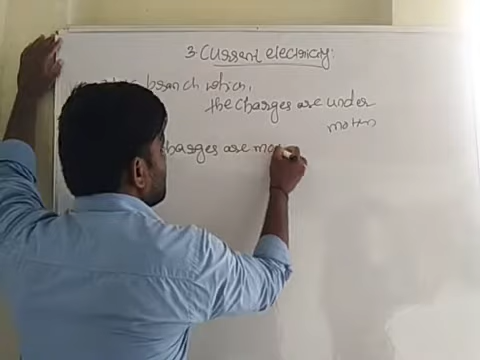 3. Current electricity:
branch which,
the charges are under
motion
charges are mo